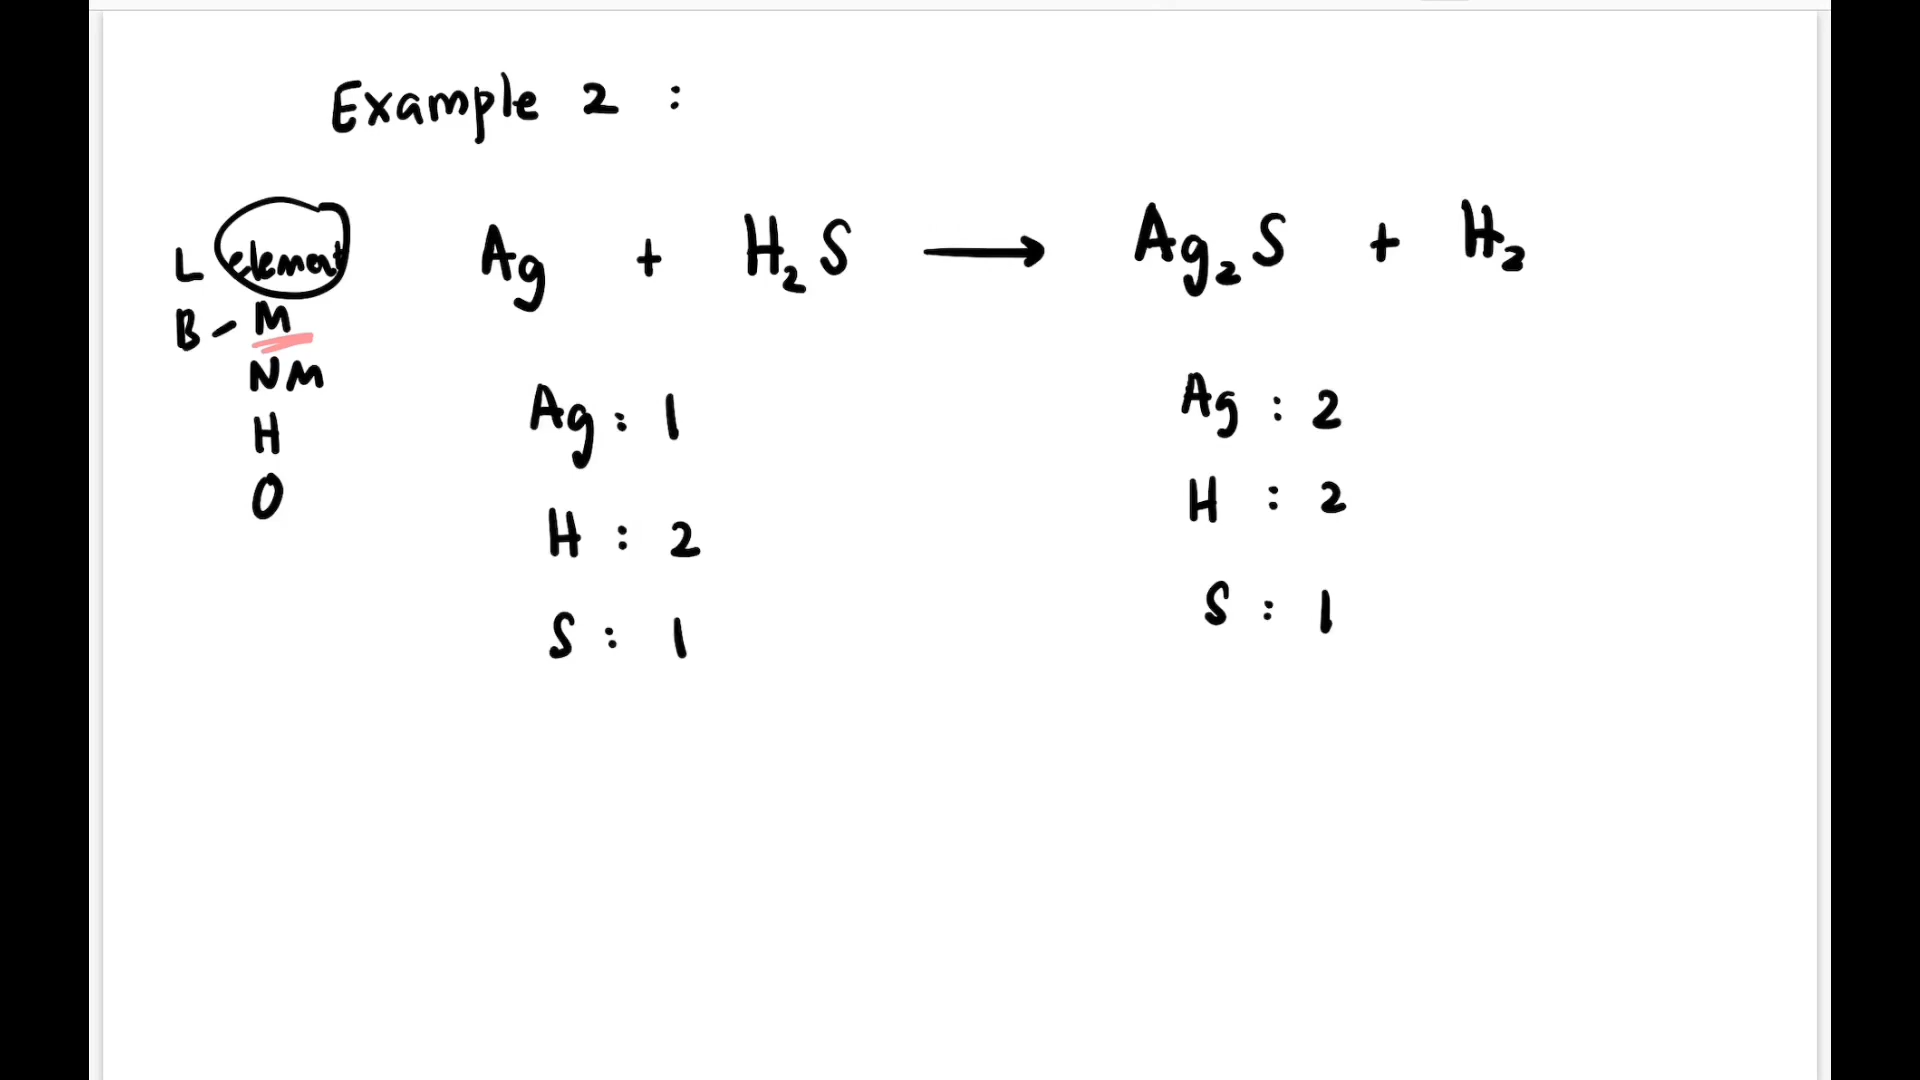 Example 2 :
L element
Ag + H₂S ⟶ Ag₂S + H₂
B - M
NM
H
O
Ag : 1
H : 2
S : 1
Ag : 2
H : 2
S : 1